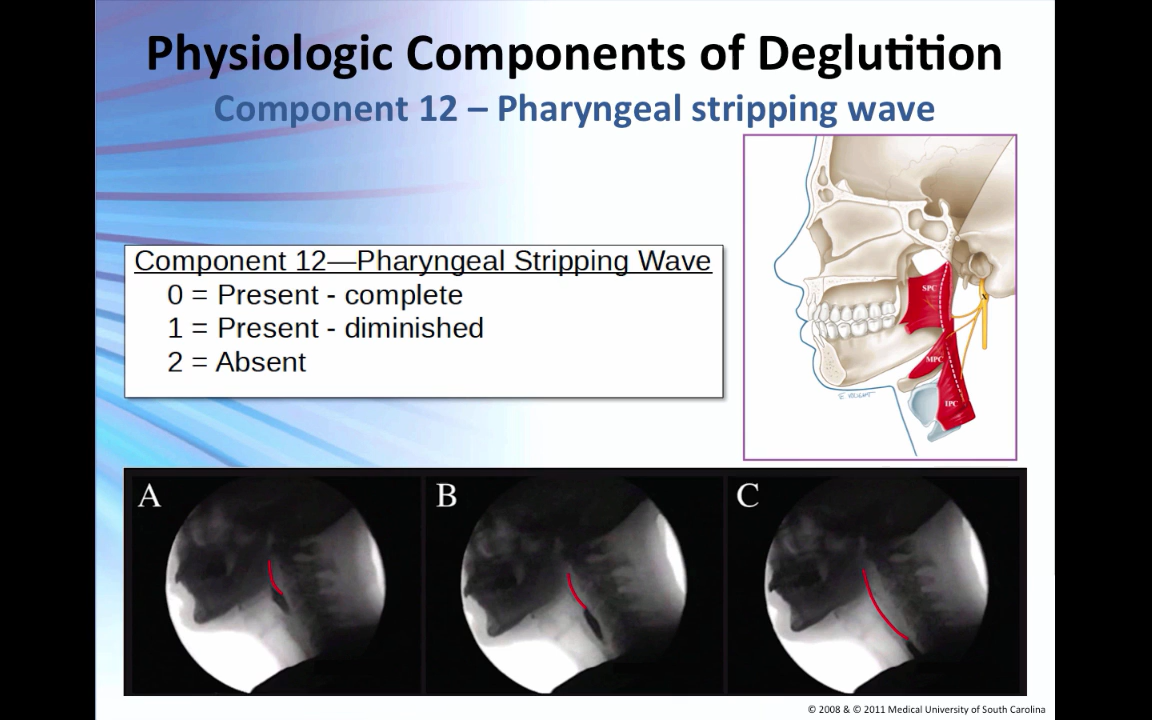 Physiologic Components of Deglutition
Component 12 – Pharyngeal stripping wave
Component 12—Pharyngeal Stripping Wave
0 = Present - complete
1 = Present - diminished
2 = Absent
SPC
MPC
IPC
A
B
C
© 2008 & © 2011 Medical University of South Carolina